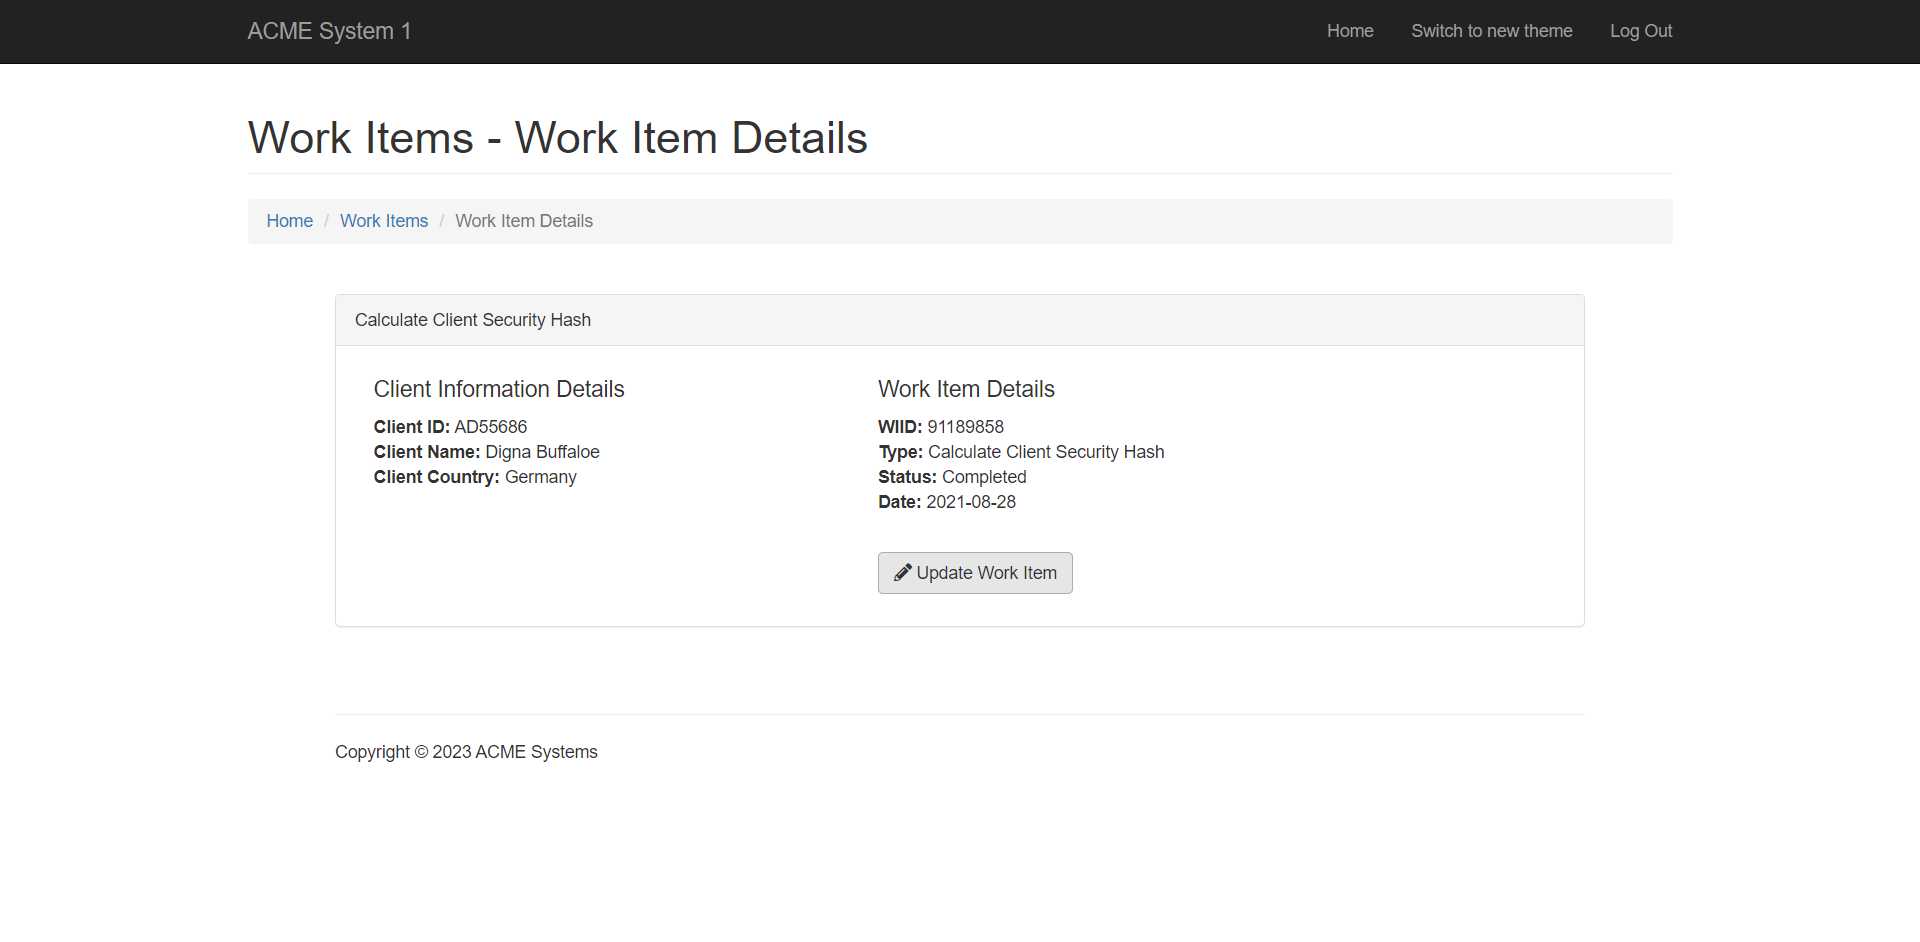 ACME System 1
Home
Switch to new theme
Log Out
Work Items - Work Item Details
Home / Work Items / Work Item Details
Calculate Client Security Hash
Client Information Details
Client ID: AD55686
Client Name: Digna Buffaloe
Client Country: Germany
Work Item Details
WIID: 91189858
Type: Calculate Client Security Hash
Status: Completed
Date: 2021-08-28
Update Work Item
Copyright © 2023 ACME Systems